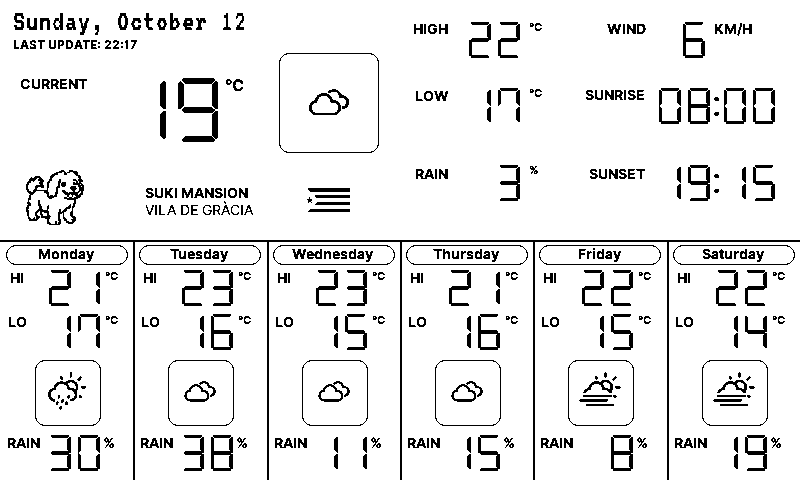 Sunday, October 12
LAST UPDATE: 22:17
CURRENT 19 °C
HIGH 22 °C
WIND 6 KM/H
LOW 17 °C
SUNRISE 08:00
RAIN 3 %
SUNSET 19:15
SUKI MANSION
VILA DE GRÀCIA
Monday
HI 21 °C
LO 17 °C
RAIN 30 %
Tuesday
HI 23 °C
LO 16 °C
RAIN 38 %
Wednesday
HI 23 °C
LO 15 °C
RAIN 11 %
Thursday
HI 21 °C
LO 16 °C
RAIN 15 %
Friday
HI 22 °C
LO 15 °C
RAIN 8 %
Saturday
HI 22 °C
LO 14 °C
RAIN 19 %